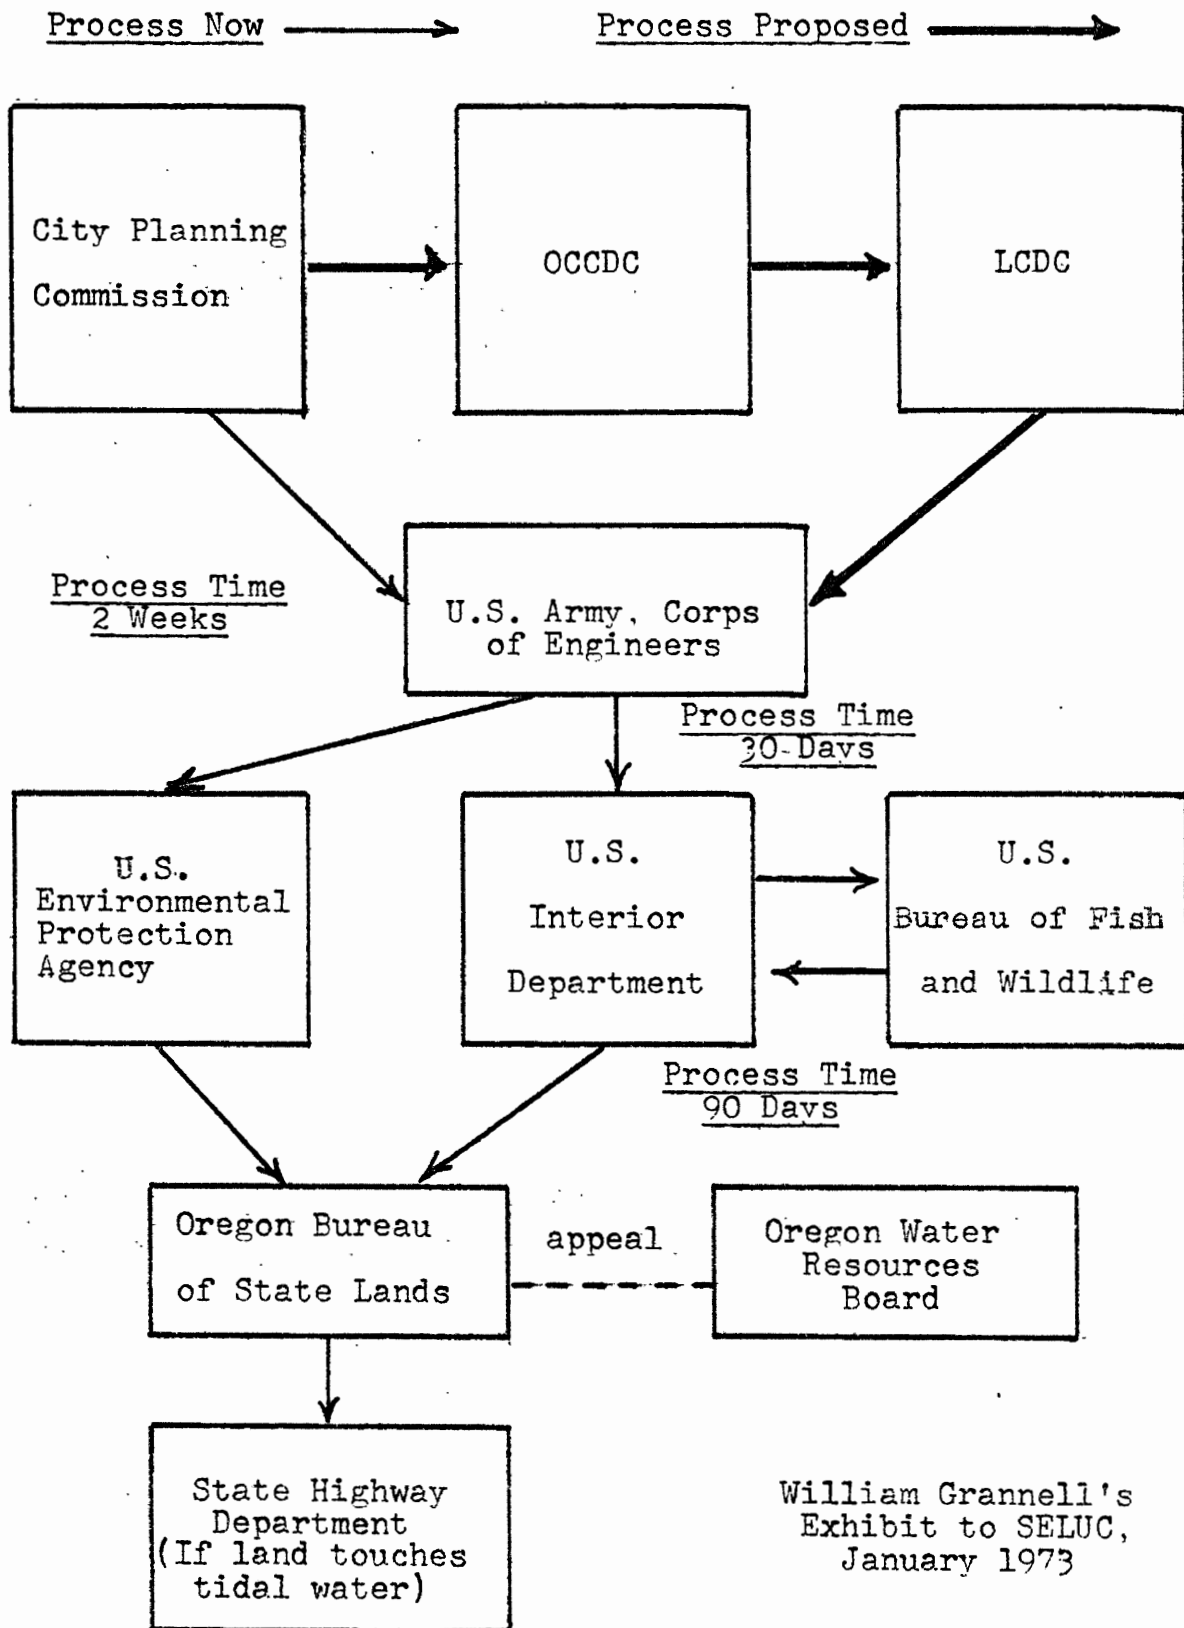 Process Now
Process Proposed
City Planning
Commission
OCCDC
LCDC
Process Time
2 Weeks
U.S. Army, Corps
of Engineers
Process Time
30 Days
U.S.
Environmental
Protection
Agency
U.S.
Interior
Department
U.S.
Bureau of Fish
and Wildlife
Process Time
90 Days
Oregon Bureau
of State Lands
appeal
Oregon Water
Resources
Board
State Highway
Department
(If land touches
tidal water)
William Grannell's
Exhibit to SELUC,
January 1973